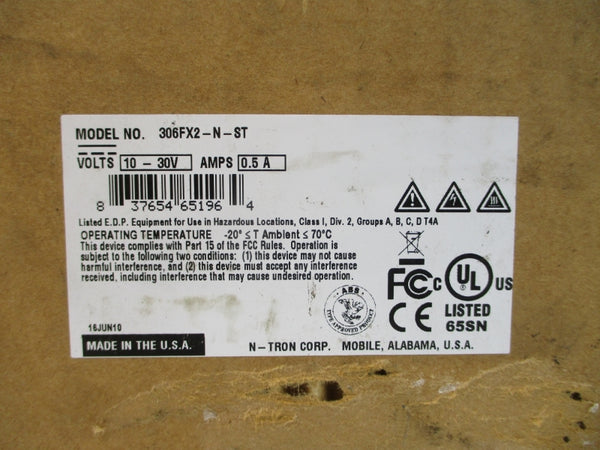 MODEL NO. 306FX2-N-ST
VOLTS 10 - 30V AMPS 0.5 A
8 37654 65196 4
Listed E.D.P. Equipment for Use in Hazardous Locations, Class I, Div. 2, Groups A, B, C, D T4A
OPERATING TEMPERATURE -20° ≤ T Ambient ≤ 70°C
This device complies with Part 15 of the FCC Rules. Operation is
subject to the following two conditions: (1) this device may not cause
harmful interference, and (2) this device must accept any interference
received, including interference that may cause undesired operation.
FCC C UL US
CE LISTED
65SN
ABS
TYPE APPROVED PRODUCT
16JUN10
MADE IN THE U.S.A. N-TRON CORP. MOBILE, ALABAMA, U.S.A.